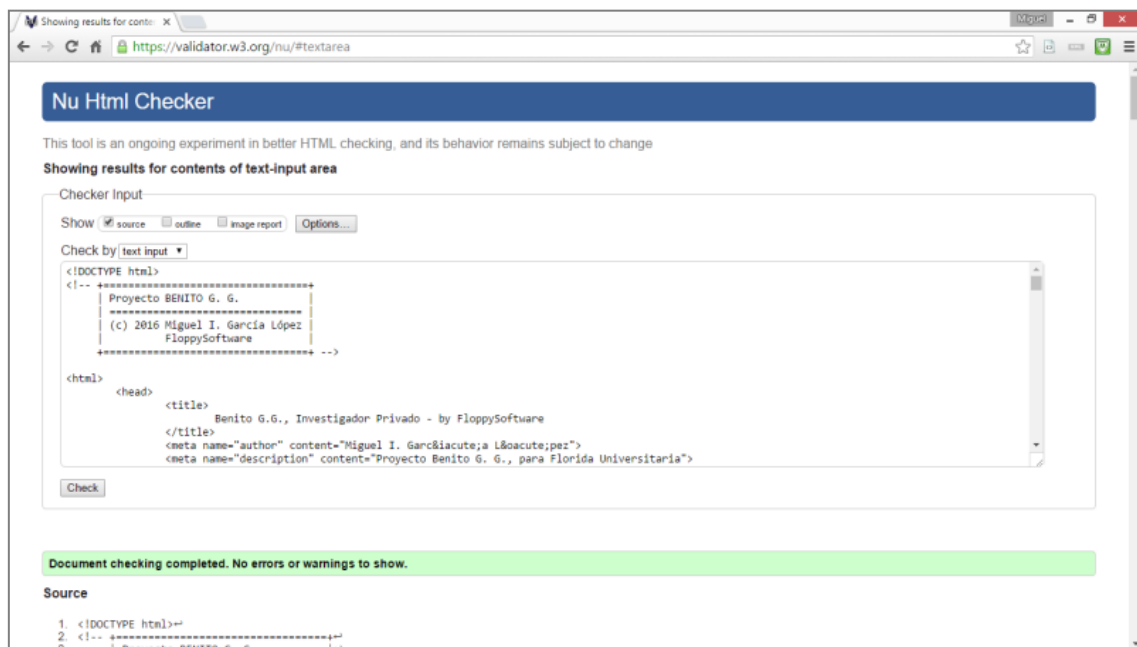 Showing results for conte
Miguel
https://validator.w3.org/nu/#textarea
Nu Html Checker
This tool is an ongoing experiment in better HTML checking, and its behavior remains subject to change
Showing results for contents of text-input area
Checker Input
Show source outline image report Options...
Check by text input
<!DOCTYPE html>
<!-- +==================================+
| Proyecto BENITO G. G. |
| ================================ |
| (c) 2016 Miguel I. García López |
| FloppySoftware |
+==================================+ -->
<html>
<head>
<title>
Benito G.G., Investigador Privado - by FloppySoftware
</title>
<meta name="author" content="Miguel I. Garc&iacute;a L&oacute;pez">
<meta name="description" content="Proyecto Benito G. G., para Florida Universitaria">
Check
Document checking completed. No errors or warnings to show.
Source
1. <!DOCTYPE html>↩
2. <!-- +==================================+↩